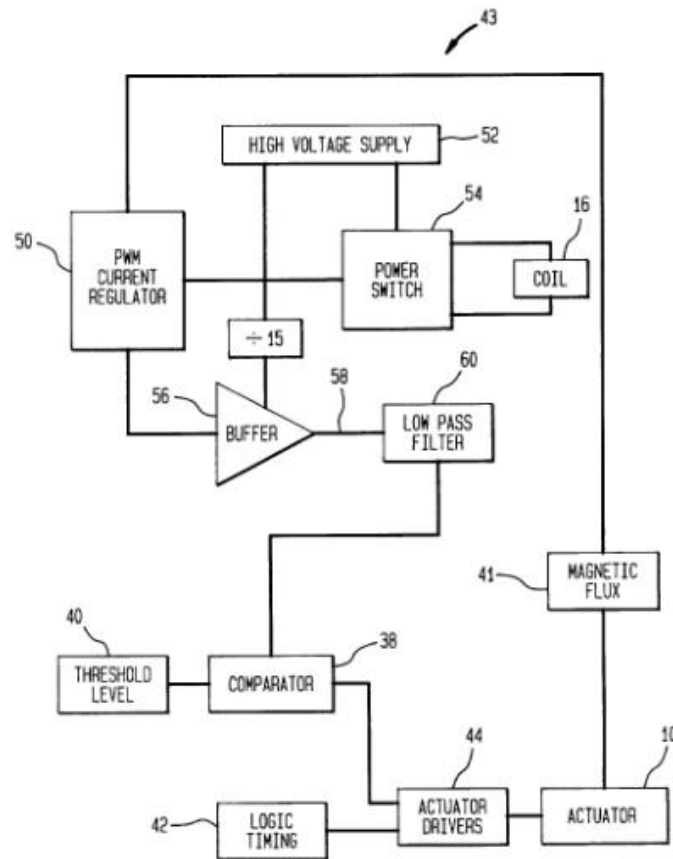 43
HIGH VOLTAGE SUPPLY
52
54
16
50
PWM
CURRENT
REGULATOR
POWER
SWITCH
COIL
÷ 15
56
58
60
BUFFER
LOW PASS
FILTER
41
MAGNETIC
FLUX
40
38
THRESHOLD
LEVEL
COMPARATOR
44
10
42
LOGIC
TIMING
ACTUATOR
DRIVERS
ACTUATOR